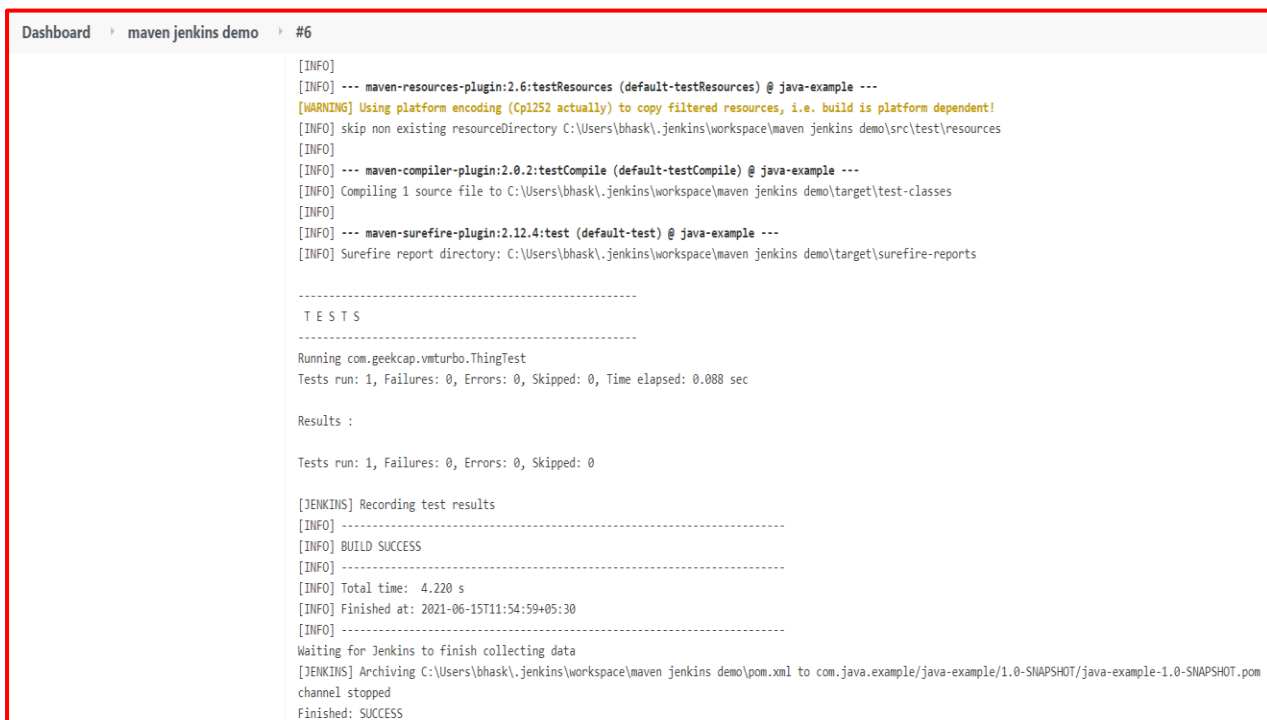 Dashboard maven jenkins demo #6
[INFO]
[INFO] --- maven-resources-plugin:2.6:testResources (default-testResources) @ java-example ---
[WARNING] Using platform encoding (Cp1252 actually) to copy filtered resources, i.e. build is platform dependent!
[INFO] skip non existing resourceDirectory C:\Users\bhask\.jenkins\workspace\maven jenkins demo\src\test\resources
[INFO]
[INFO] --- maven-compiler-plugin:2.0.2:testCompile (default-testCompile) @ java-example ---
[INFO] Compiling 1 source file to C:\Users\bhask\.jenkins\workspace\maven jenkins demo\target\test-classes
[INFO]
[INFO] --- maven-surefire-plugin:2.12.4:test (default-test) @ java-example ---
[INFO] Surefire report directory: C:\Users\bhask\.jenkins\workspace\maven jenkins demo\target\surefire-reports
-------------------------------------------------------
T E S T S
-------------------------------------------------------
Running com.geekcap.vmturbo.ThingTest
Tests run: 1, Failures: 0, Errors: 0, Skipped: 0, Time elapsed: 0.088 sec
Results :
Tests run: 1, Failures: 0, Errors: 0, Skipped: 0
[JENKINS] Recording test results
[INFO] ------------------------------------------------------------------------
[INFO] BUILD SUCCESS
[INFO] ------------------------------------------------------------------------
[INFO] Total time: 4.220 s
[INFO] Finished at: 2021-06-15T11:54:59+05:30
[INFO] ------------------------------------------------------------------------
Waiting for Jenkins to finish collecting data
[JENKINS] Archiving C:\Users\bhask\.jenkins\workspace\maven jenkins demo\pom.xml to com.java.example/java-example/1.0-SNAPSHOT/java-example-1.0-SNAPSHOT.pom
channel stopped
Finished: SUCCESS